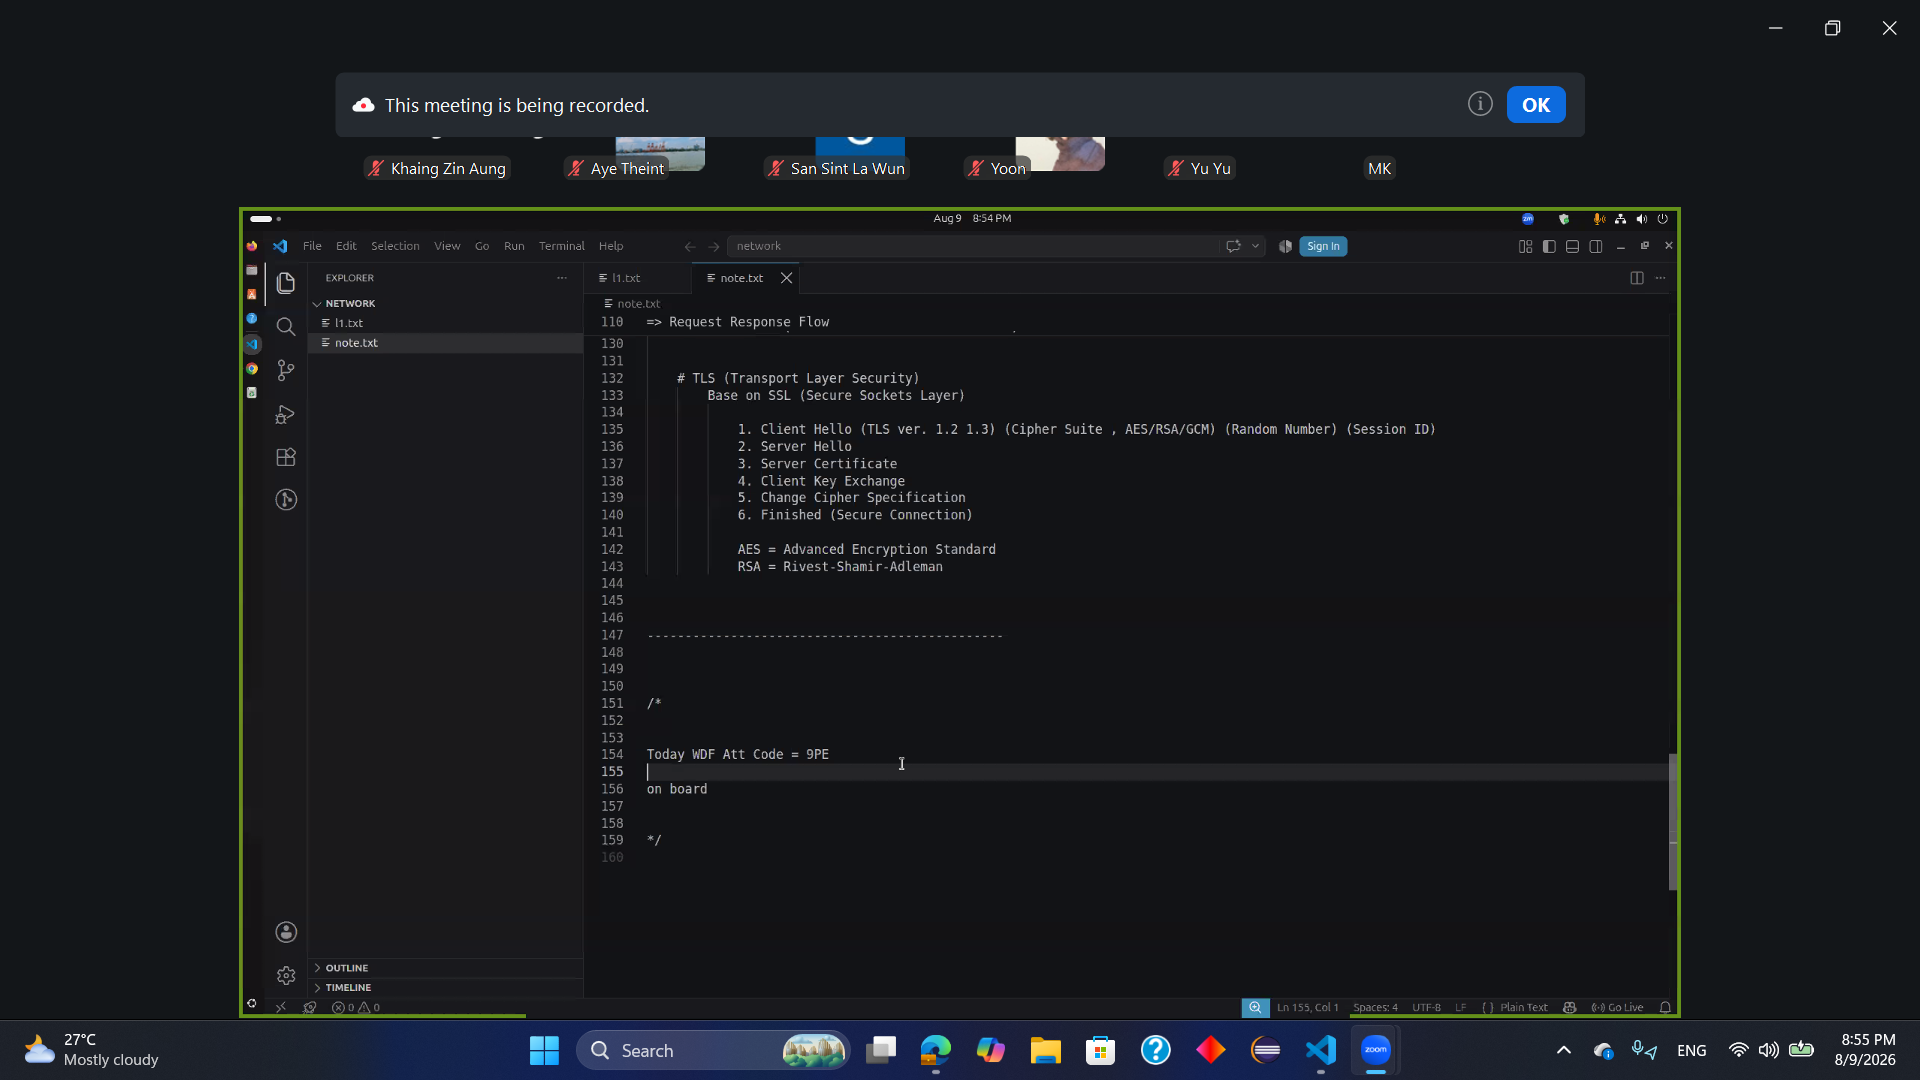 This meeting is being recorded.
OK
Khaing Zin Aung
Aye Theint
San Sint La Wun
Yoon
Yu Yu
MK
Aug 9 8:54 PM
zm
File Edit Selection View Go Run Terminal Help
network
Sign In
EXPLORER
l1.txt
note.txt
NETWORK
l1.txt
note.txt
note.txt
110 => Request Response Flow
130
131
132 # TLS (Transport Layer Security)
133 Base on SSL (Secure Sockets Layer)
134
135 1. Client Hello (TLS ver. 1.2 1.3) (Cipher Suite , AES/RSA/GCM) (Random Number) (Session ID)
136 2. Server Hello
137 3. Server Certificate
138 4. Client Key Exchange
139 5. Change Cipher Specification
140 6. Finished (Secure Connection)
141
142 AES = Advanced Encryption Standard
143 RSA = Rivest-Shamir-Adleman
144
145
146
147 -----------------------------------------------
148
149
150
151 /*
152
153
154 Today WDF Att Code = 9PE
155
156 on board
157
158
159 */
160
OUTLINE
TIMELINE
0 0
Ln 155, Col 1 Spaces: 4 UTF-8 LF { } Plain Text Go Live
27°C
Mostly cloudy
Search
zoom
ENG
8:55 PM
8/9/2026